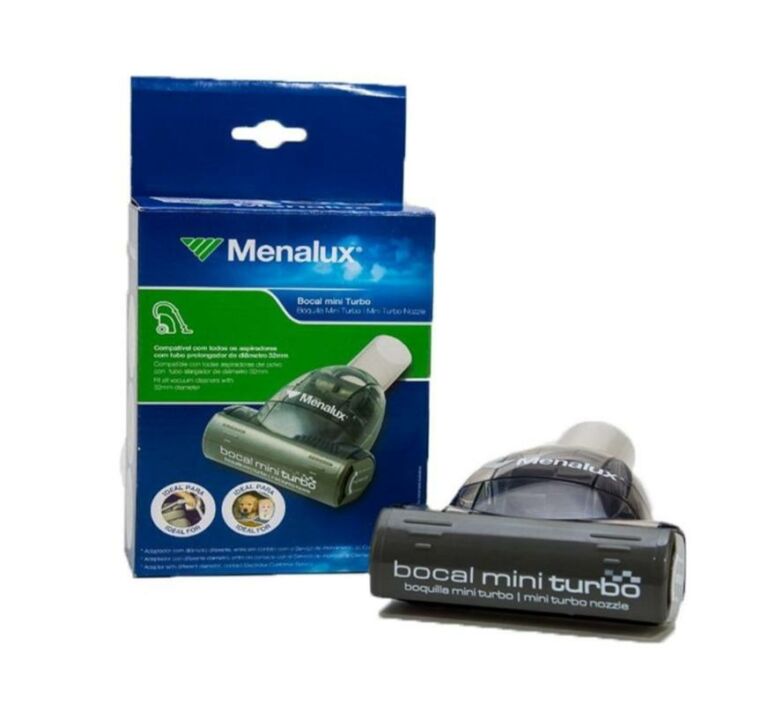 Menalux
Bocal mini Turbo
Boquilla Mini Turbo | Mini Turbo Nozzle
Compatível com todos os aspiradores
com tubo prolongador de diâmetro 32mm
Compatible con todos aspiradores de polvo
con tubo alargador de diámetro 32mm
Fit all vacuum cleaners with
32mm diameter
Menalux
bocal mini turbo
IDEAL PARA
IDEAL FOR
IDEAL PARA
IDEAL FOR
Menalux
bocal mini turbo
boquilla mini turbo | mini turbo nozzle